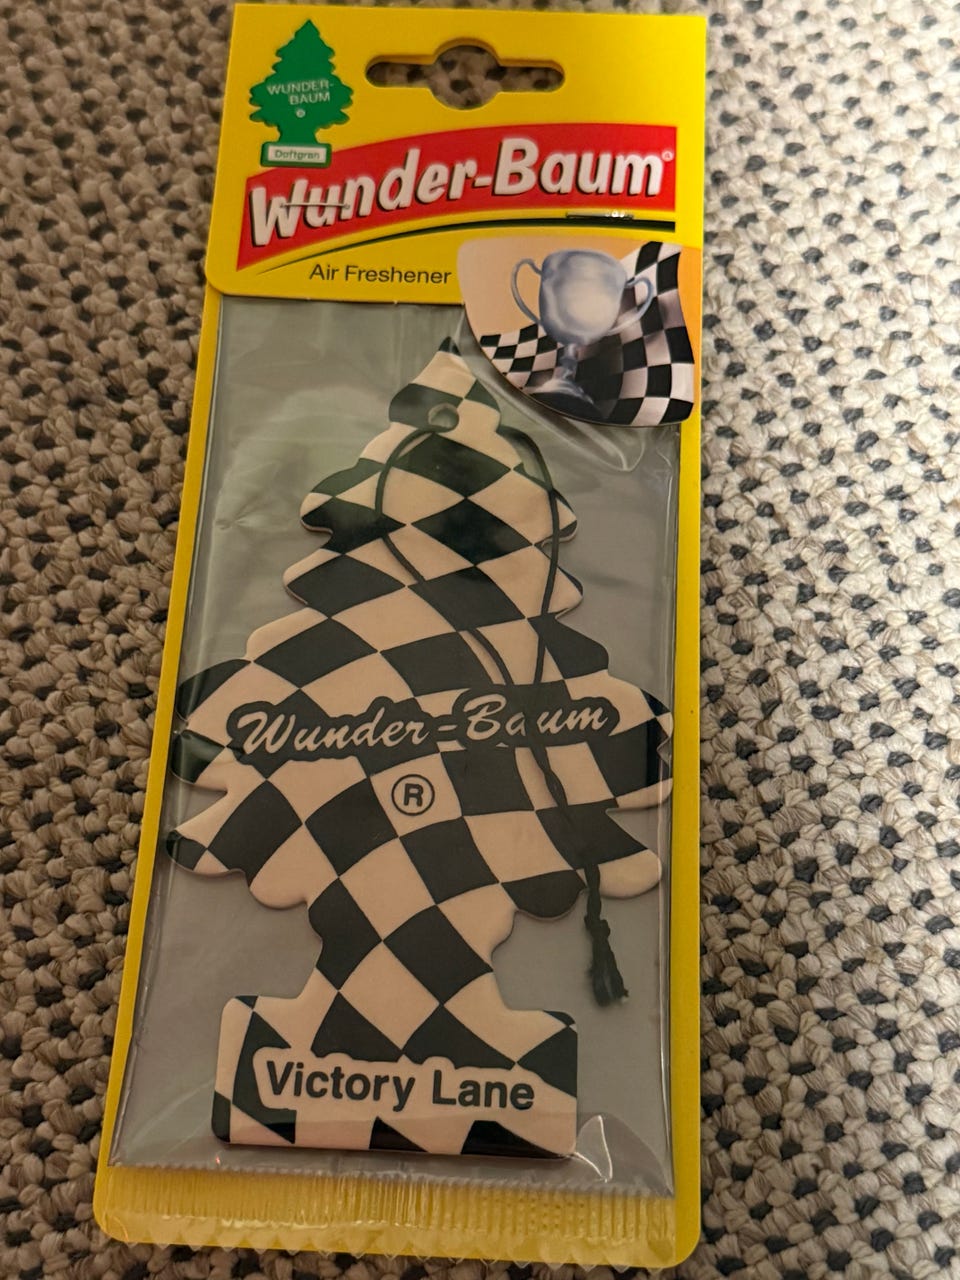 WUNDER-
BAUM
®
Doftgran
Wunder-Baum®
Air Freshener
Wunder-Baum
®
Victory Lane